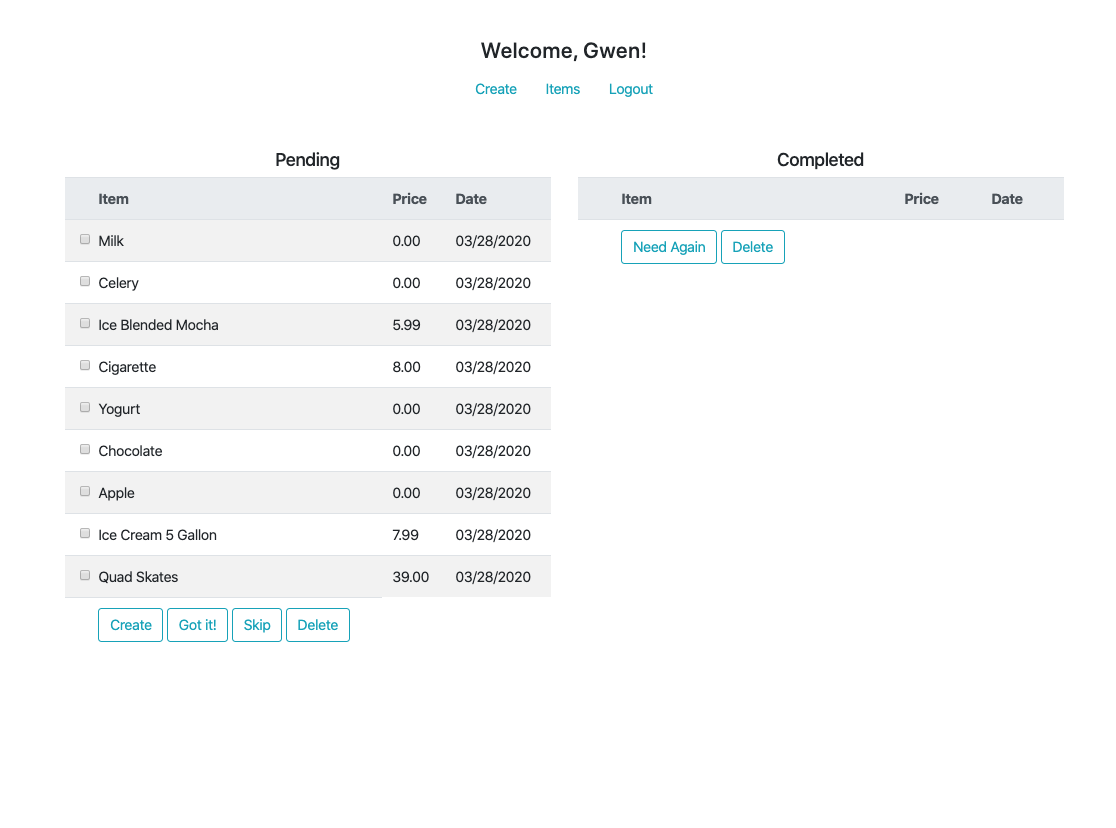 Welcome, Gwen!
Create Items Logout
Pending
Item Price Date
Milk 0.00 03/28/2020
Celery 0.00 03/28/2020
Ice Blended Mocha 5.99 03/28/2020
Cigarette 8.00 03/28/2020
Yogurt 0.00 03/28/2020
Chocolate 0.00 03/28/2020
Apple 0.00 03/28/2020
Ice Cream 5 Gallon 7.99 03/28/2020
Quad Skates 39.00 03/28/2020
Create Got it! Skip Delete
Completed
Item Price Date
Need Again Delete